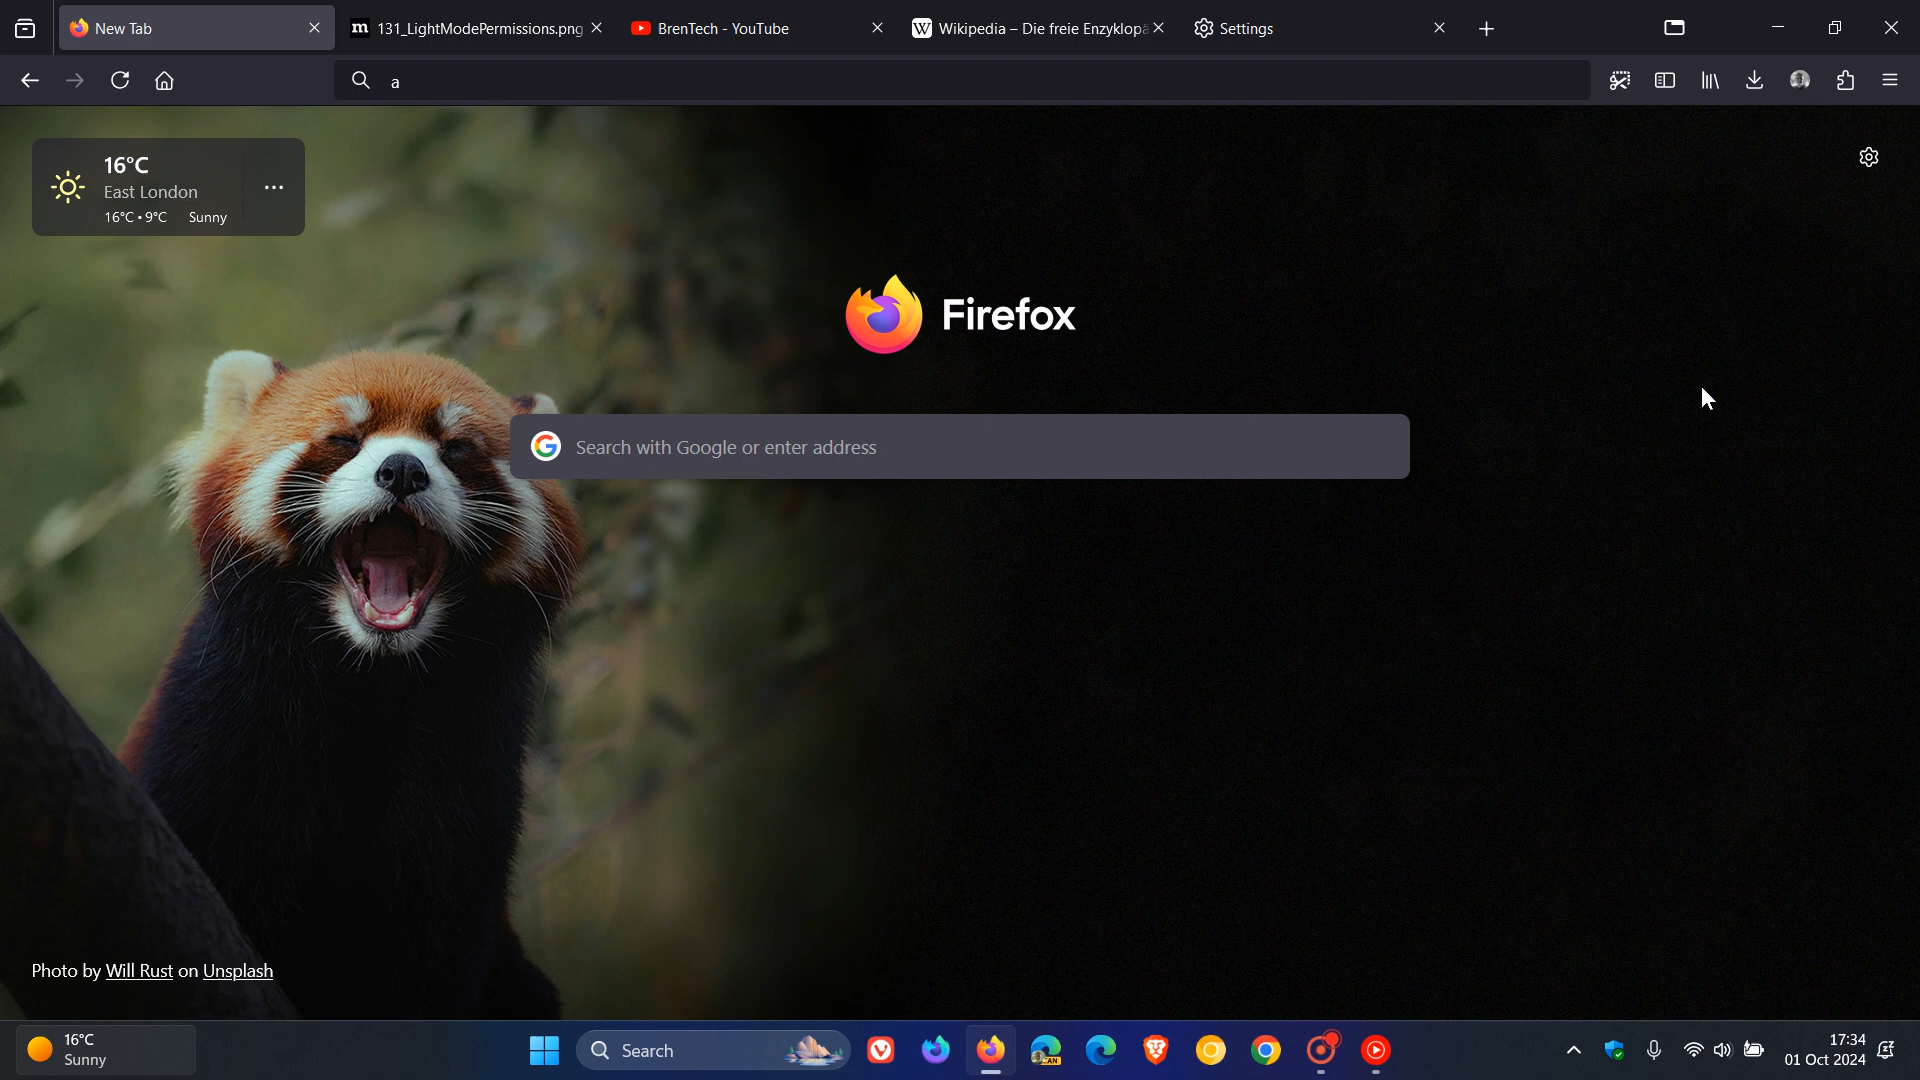 New Tab
131_LightModePermissions.png
BrenTech - YouTube
Wikipedia – Die freie Enzyklopä
Settings
a
16°C
East London
16°C • 9°C Sunny
Firefox
Search with Google or enter address
Photo by Will Rust on Unsplash
16°C
Sunny
Search
CAN
17:34
01 Oct 2024